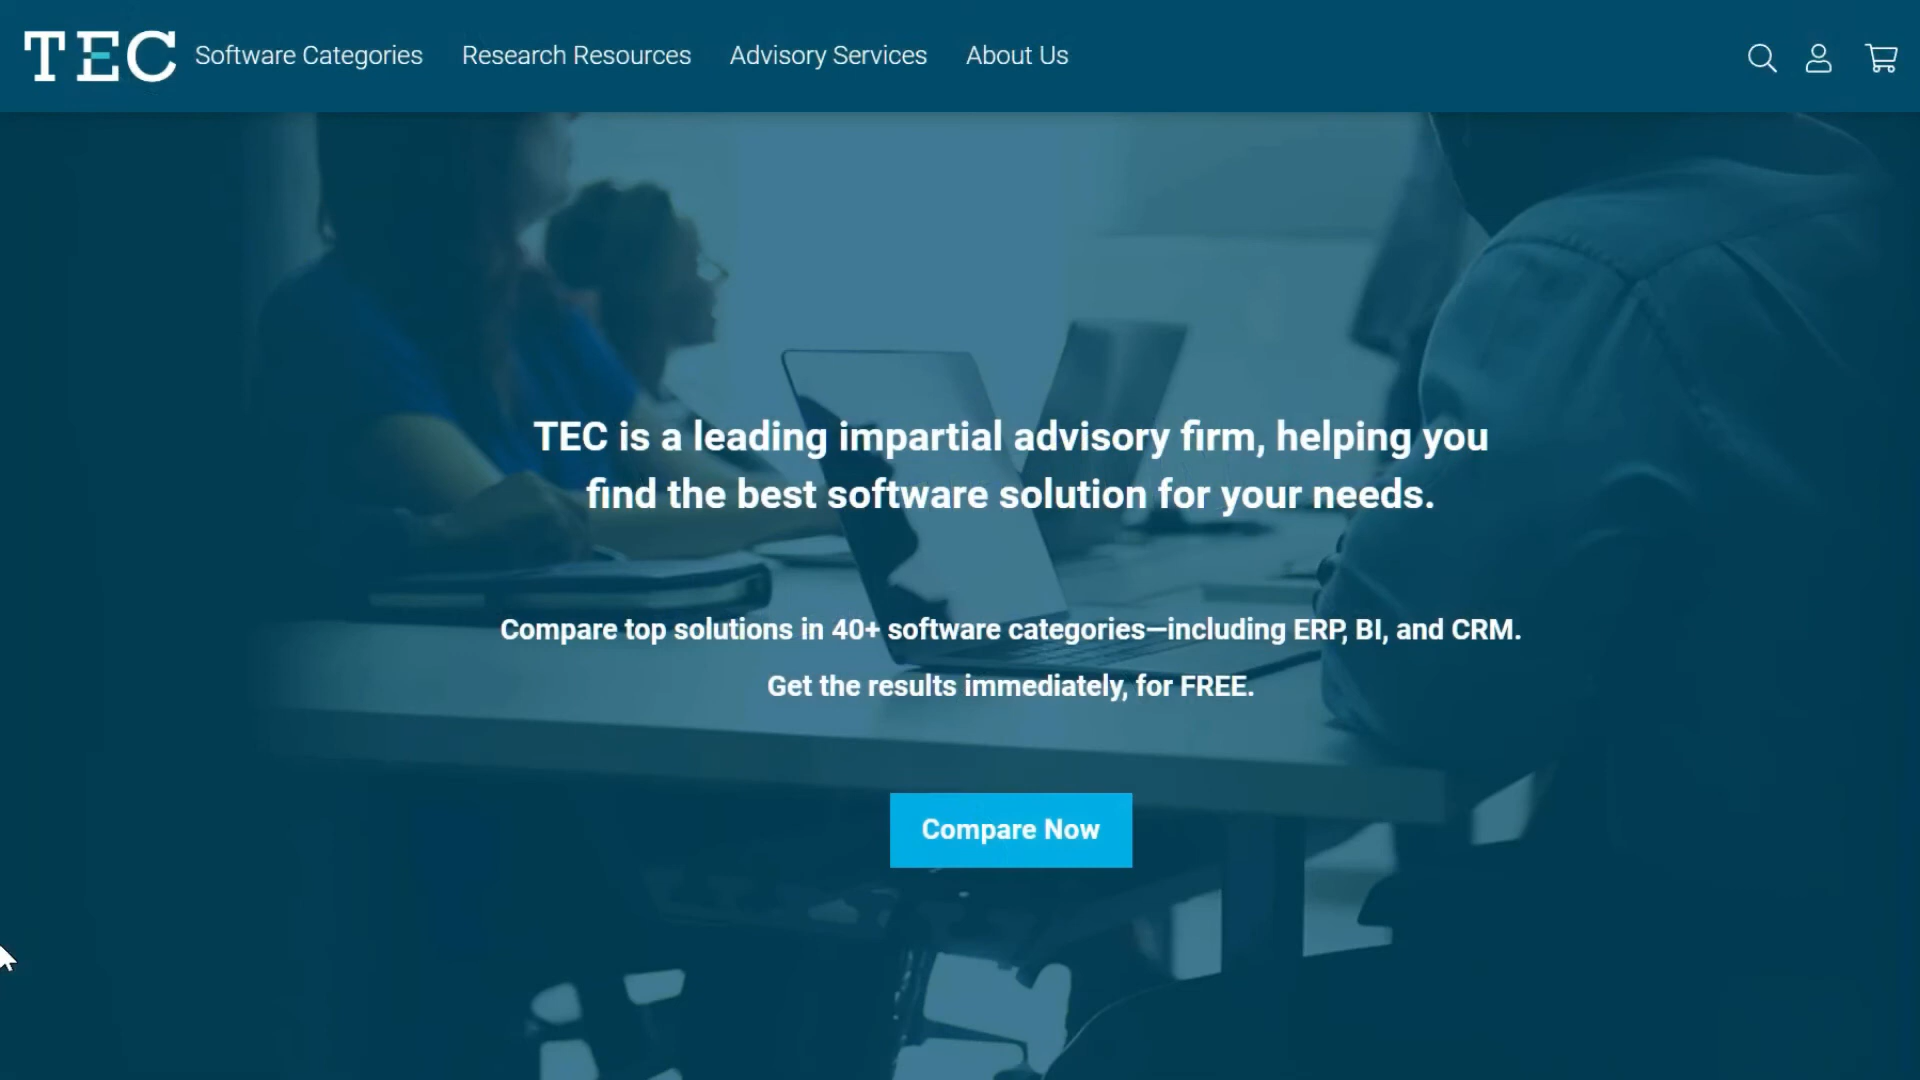 TEC Software Categories Research Resources Advisory Services About Us
TEC is a leading impartial advisory firm, helping you
find the best software solution for your needs.
Compare top solutions in 40+ software categories—including ERP, BI, and CRM.
Get the results immediately, for FREE.
Compare Now